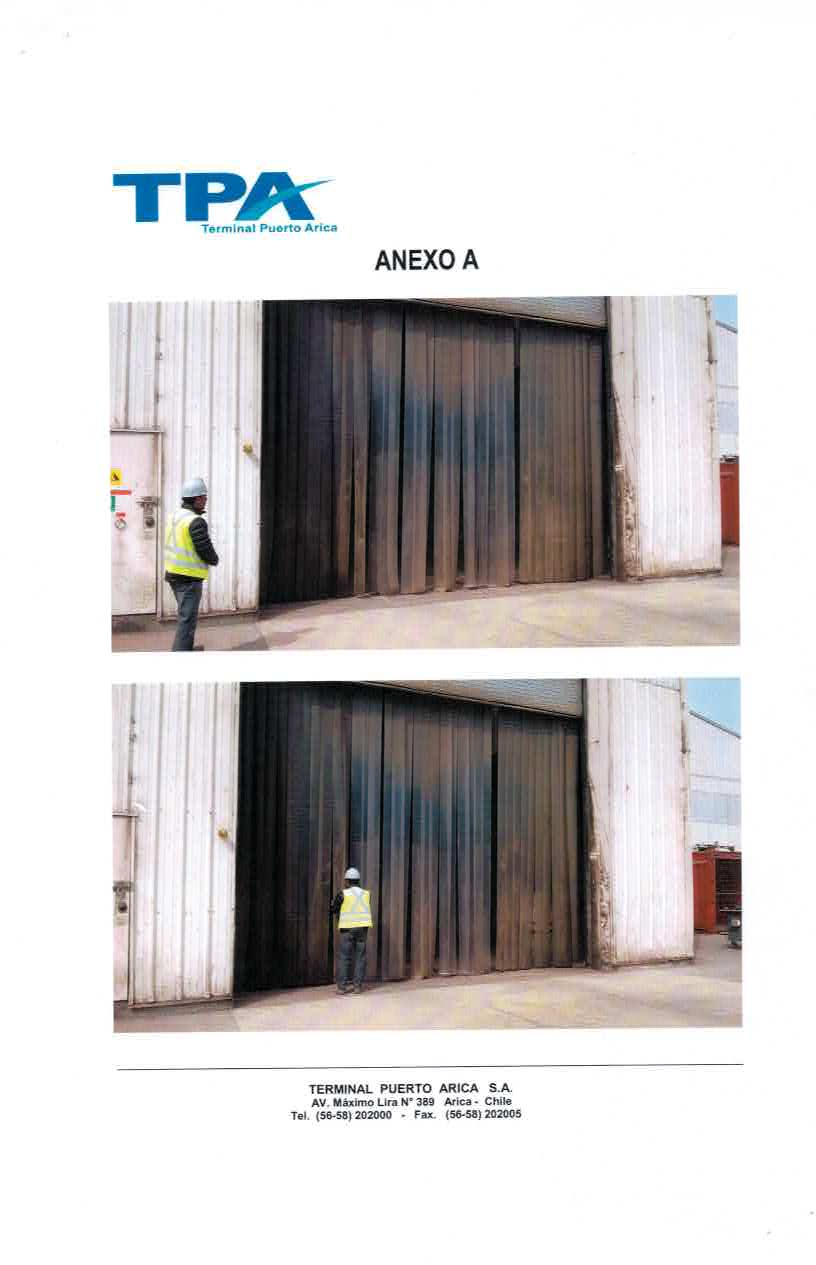 TPA
Terminal Puerto Arica
ANEXO A
TERMINAL PUERTO ARICA S.A.
AV. Máximo Lira N° 389 Arica - Chile
Tel. (56-58) 202000 - Fax. (56-58) 202005